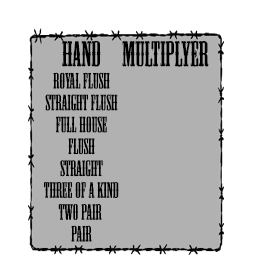 HAND MULTIPLYER
ROYAL FLUSH
STRAIGHT FLUSH
FULL HOUSE
FLUSH
STRAIGHT
THREE OF A KIND
TWO PAIR
PAIR